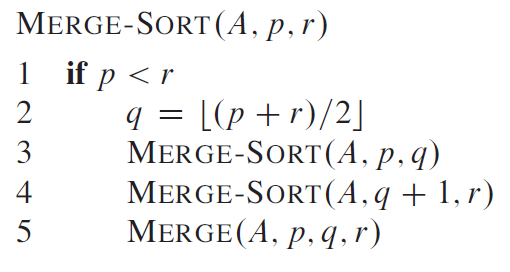 MERGE-SORT(A, p, r)
1 if p < r
2 q = ⌊(p + r)/2⌋
3 MERGE-SORT(A, p, q)
4 MERGE-SORT(A, q + 1, r)
5 MERGE(A, p, q, r)